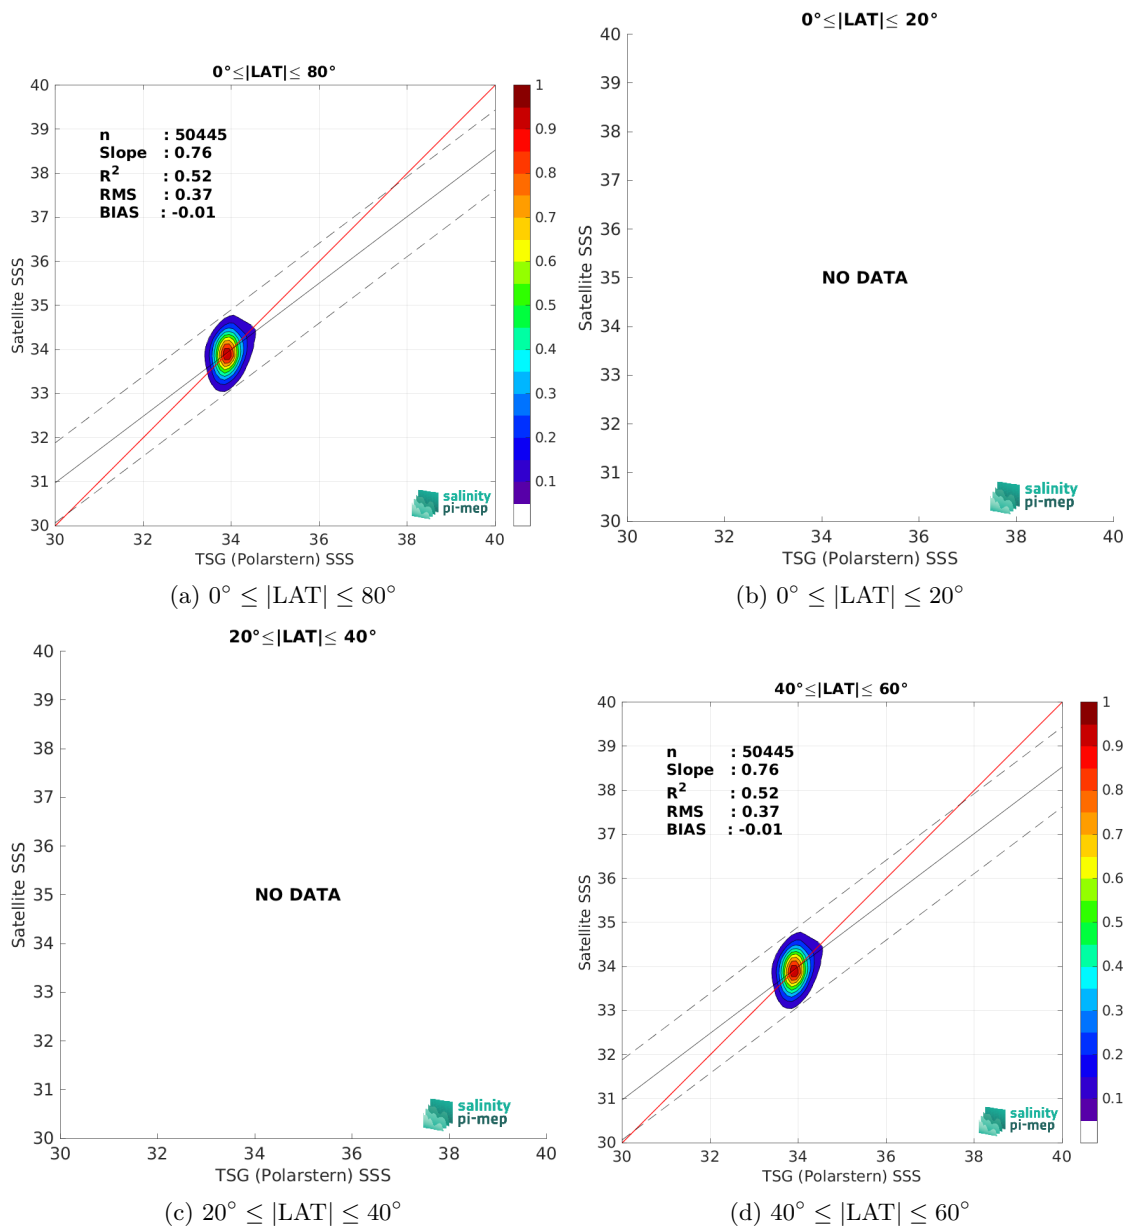 0°≤|LAT|≤ 80°
n : 50445
Slope : 0.76
R² : 0.52
RMS : 0.37
BIAS : -0.01
Satellite SSS
40
39
38
37
36
35
34
33
32
31
30
30 32 34 36 38 40
TSG (Polarstern) SSS
1
0.9
0.8
0.7
0.6
0.5
0.4
0.3
0.2
0.1
salinity
pi-mep
(a) 0° ≤ |LAT| ≤ 80°
0°≤|LAT|≤ 20°
Satellite SSS
40
39
38
37
36
35
34
33
32
31
30
NO DATA
salinity
pi-mep
30 32 34 36 38 40
TSG (Polarstern) SSS
(b) 0° ≤ |LAT| ≤ 20°
20°≤|LAT|≤ 40°
Satellite SSS
40
39
38
37
36
35
34
33
32
31
30
NO DATA
salinity
pi-mep
30 32 34 36 38 40
TSG (Polarstern) SSS
(c) 20° ≤ |LAT| ≤ 40°
40°≤|LAT|≤ 60°
n : 50445
Slope : 0.76
R² : 0.52
RMS : 0.37
BIAS : -0.01
Satellite SSS
40
39
38
37
36
35
34
33
32
31
30
30 32 34 36 38 40
TSG (Polarstern) SSS
1
0.9
0.8
0.7
0.6
0.5
0.4
0.3
0.2
0.1
salinity
pi-mep
(d) 40° ≤ |LAT| ≤ 60°